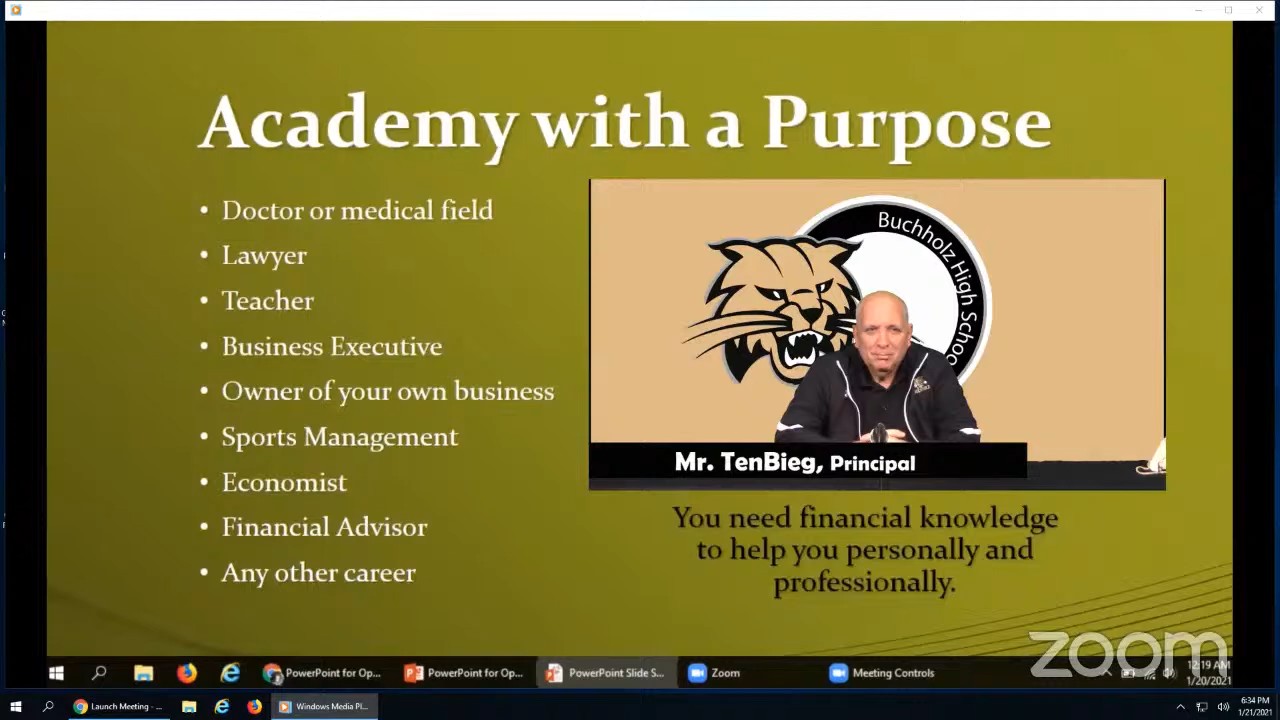 Academy with a Purpose
• Doctor or medical field
• Lawyer
• Teacher
• Business Executive
• Owner of your own business
• Sports Management
• Economist
• Financial Advisor
• Any other career
Buchholz High Schoo
Mr. TenBieg, Principal
You need financial knowledge
to help you personally and
professionally.
zoom
PowerPoint for Op...
PowerPoint for Op...
PowerPoint Slide S...
Zoom
Meeting Controls
12:19 AM
1/20/2021
Launch Meeting - ...
Windows Media Pl...
6:34 PM
1/21/2021